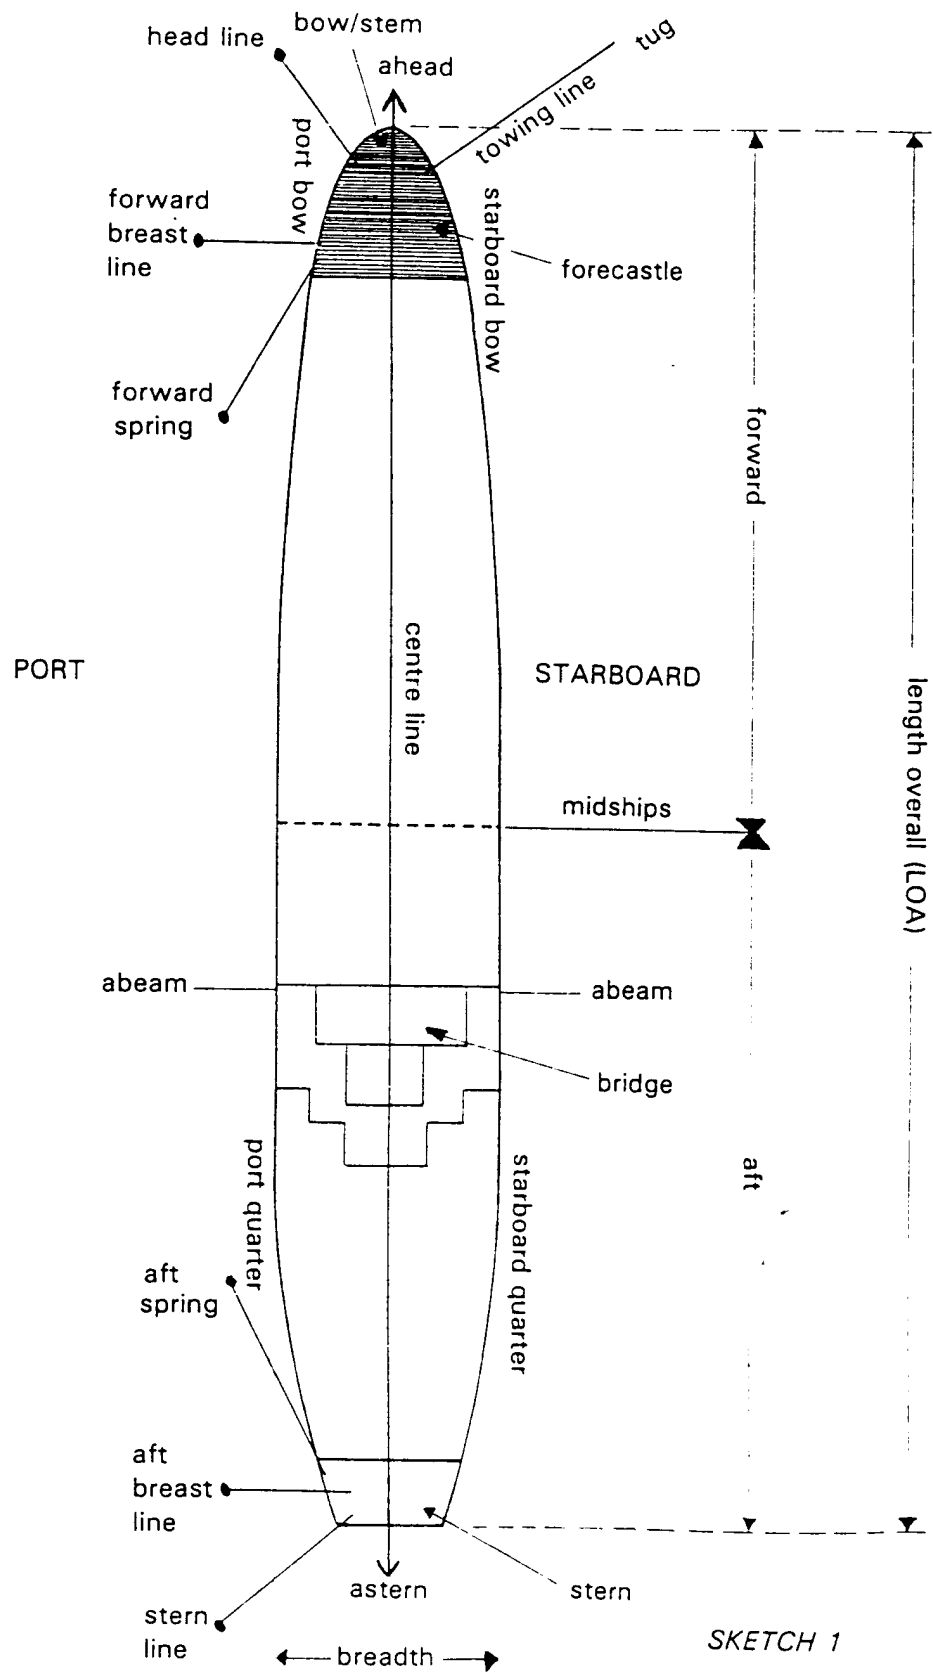 bow/stem
head line
tug
ahead
towing line
port bow
forward
breast
line
starboard bow
forecastle
forward
spring
forward
centre line
PORT
STARBOARD
length overall (LOA)
midships
abeam
abeam
bridge
port quarter
starboard quarter
aft
aft
spring
aft
breast
line
astern
stern
stern
line
breadth
SKETCH 1